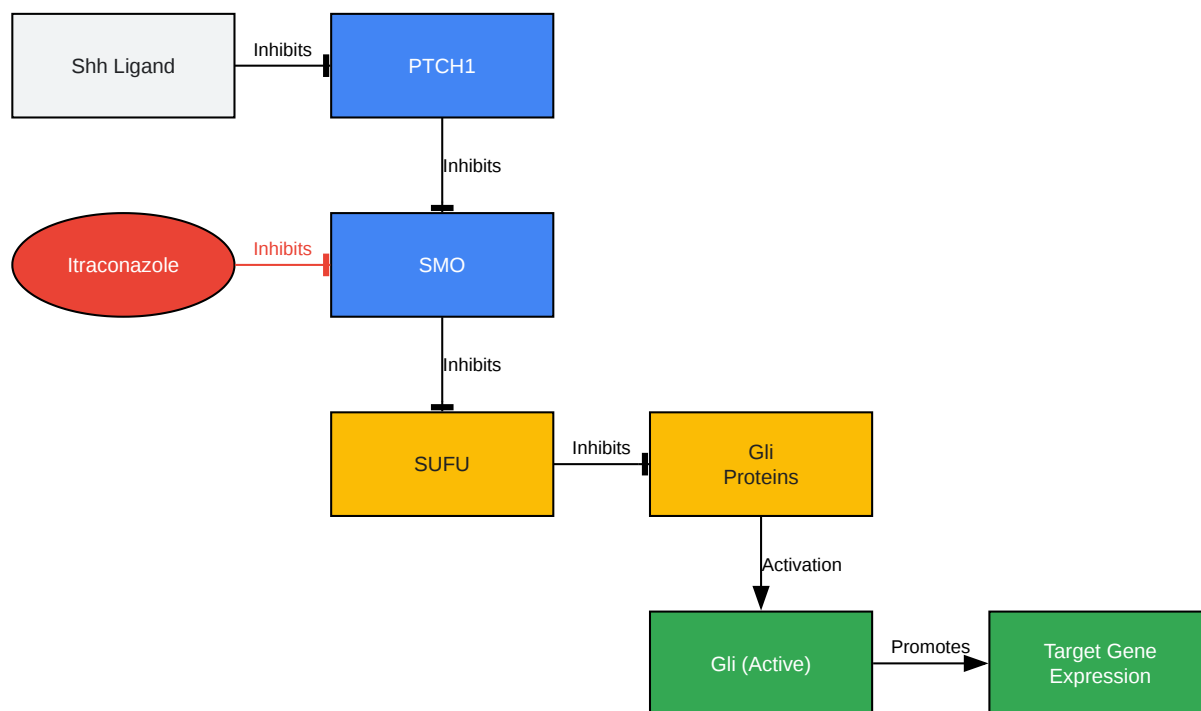 Shh Ligand
Inhibits
PTCH1
Inhibits
Itraconazole
Inhibits
SMO
Inhibits
SUFU
Inhibits
Gli
Proteins
Activation
Gli (Active)
Promotes
Target Gene
Expression